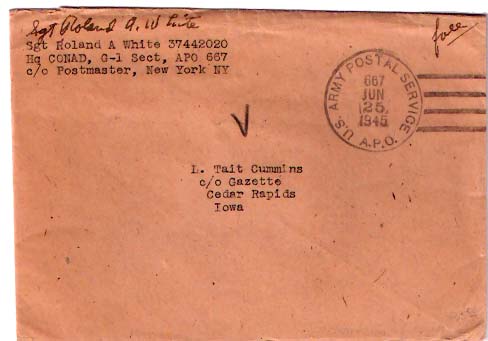 Sgt Roland A. White
free
Sgt Roland A White 37442020
Hq CONAD, G-1 Sect, APO 667
c/o Postmaster, New York NY
U.S. ARMY POSTAL SERVICE
667
JUN
25
1945
A.P.O.
L. Tait Cummins
c/o Gazette
Cedar Rapids
Iowa